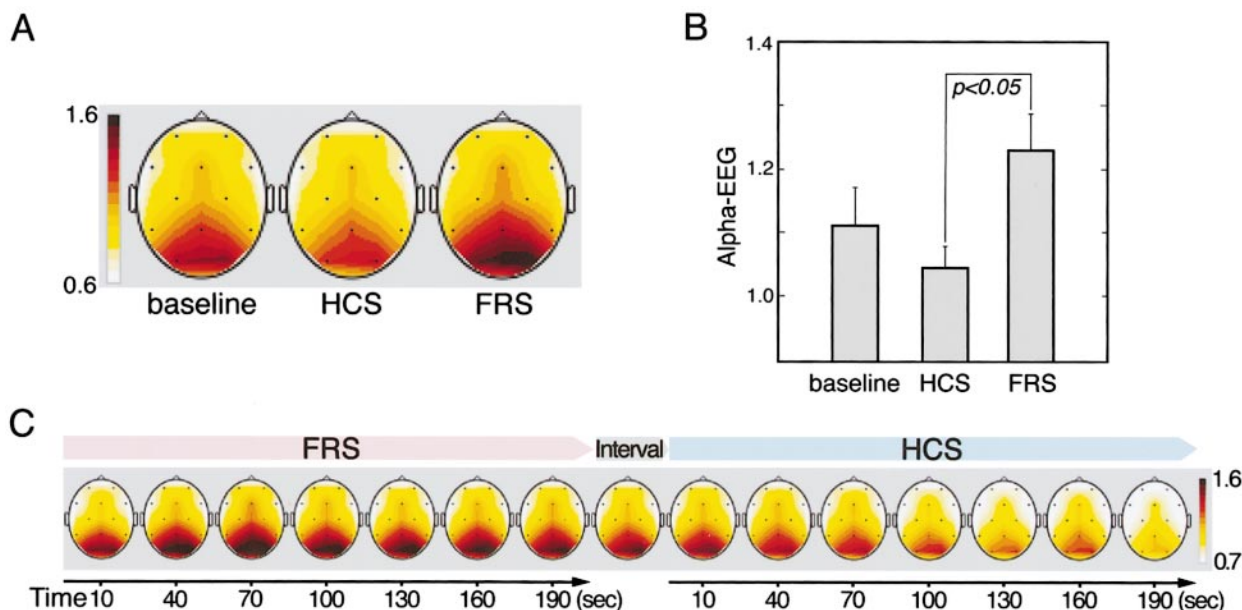 A
1.6
0.6
baseline HCS FRS
B
1.4
1.2
1.0
Alpha-EEG
p<0.05
baseline HCS FRS
C
FRS Interval HCS
1.6
0.7
Time 10 40 70 100 130 160 190 (sec) 10 40 70 100 130 160 190 (sec)